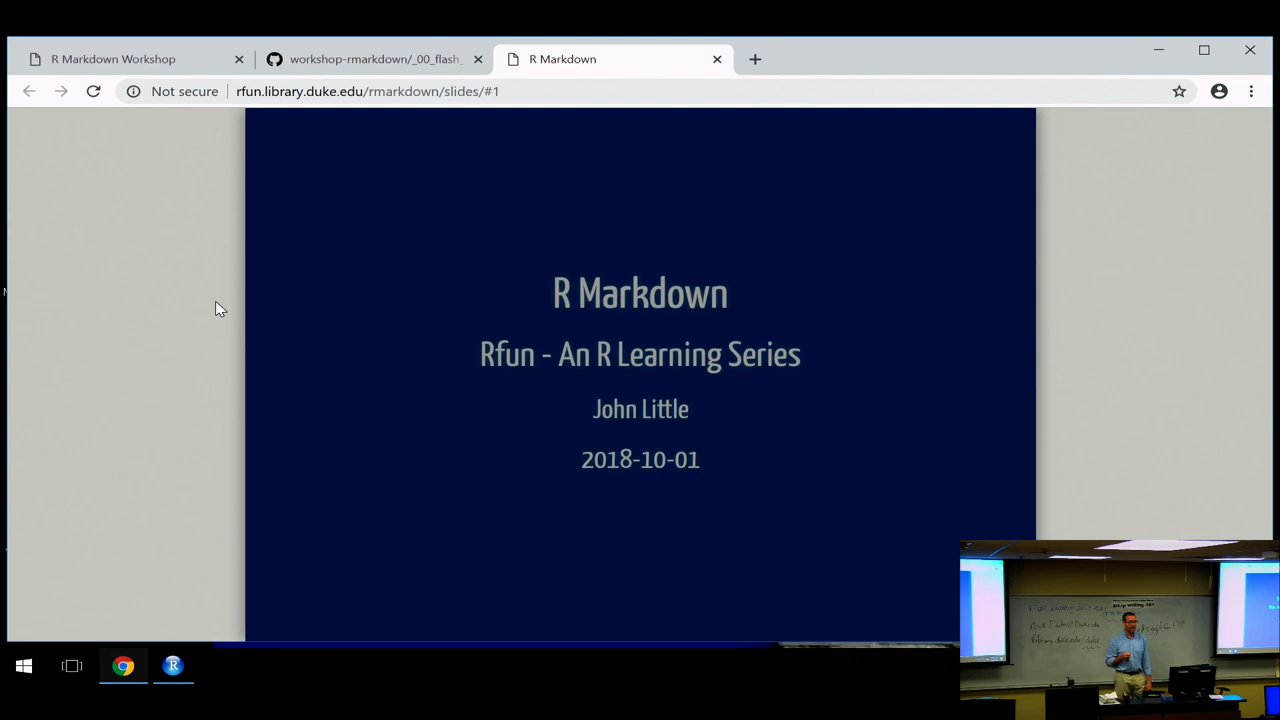 R Markdown Workshop
workshop-rmarkdown/_00_flash_
R Markdown
Not secure
rfun.library.duke.edu/rmarkdown/slides/#1
R Markdown
Rfun - An R Learning Series
John Little
2018-10-01